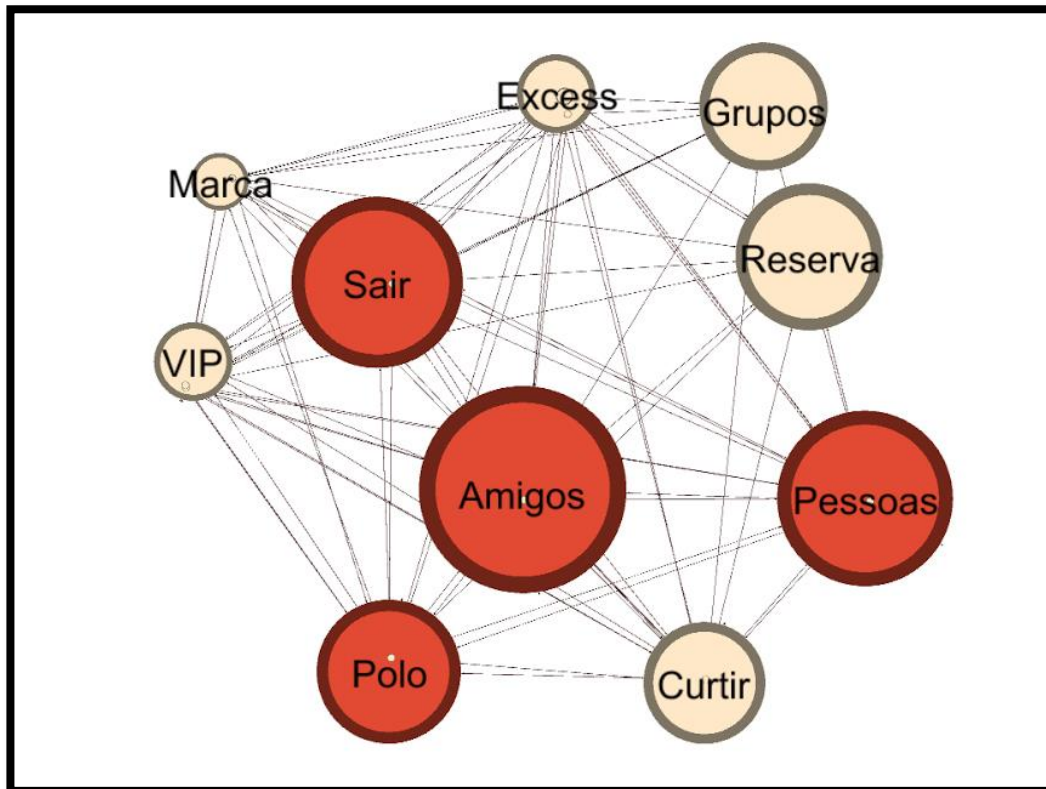 Excess
Grupos
Marca
Sair
Reserva
VIP
Amigos
Pessoas
Polo
Curtir